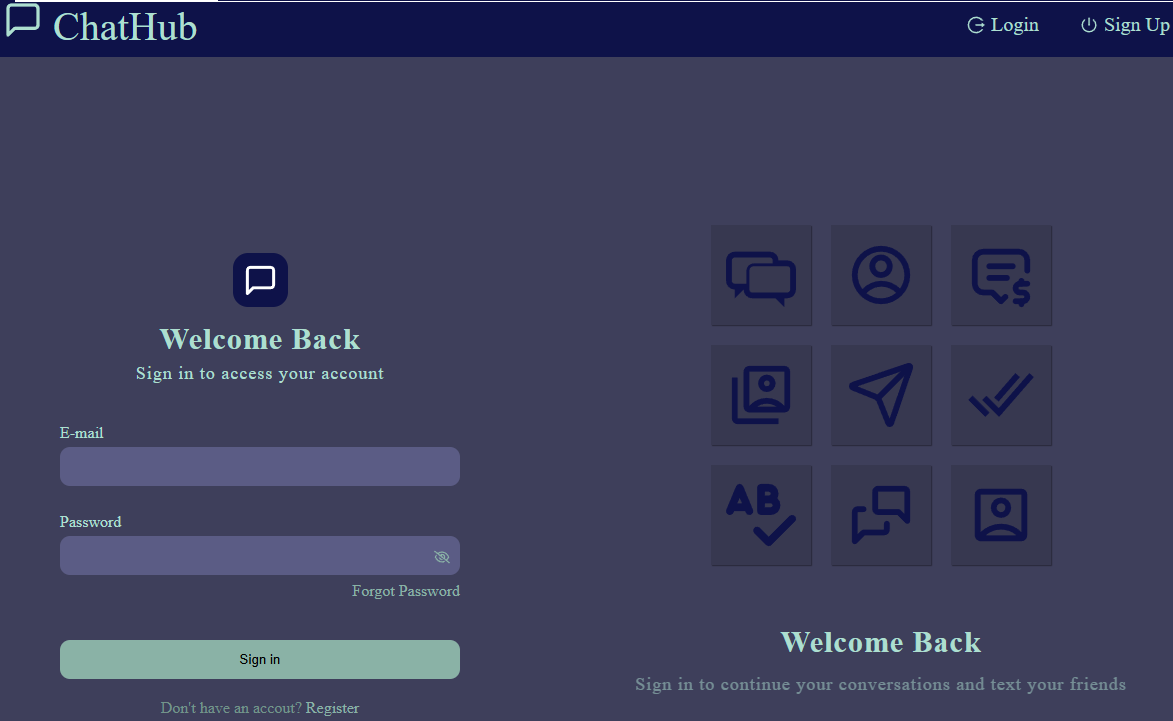 ChatHub
Login
Sign Up
Welcome Back
Sign in to access your account
E-mail
Password
Forgot Password
Sign in
Don't have an accout? Register
$
AB
Welcome Back
Sign in to continue your conversations and text your friends